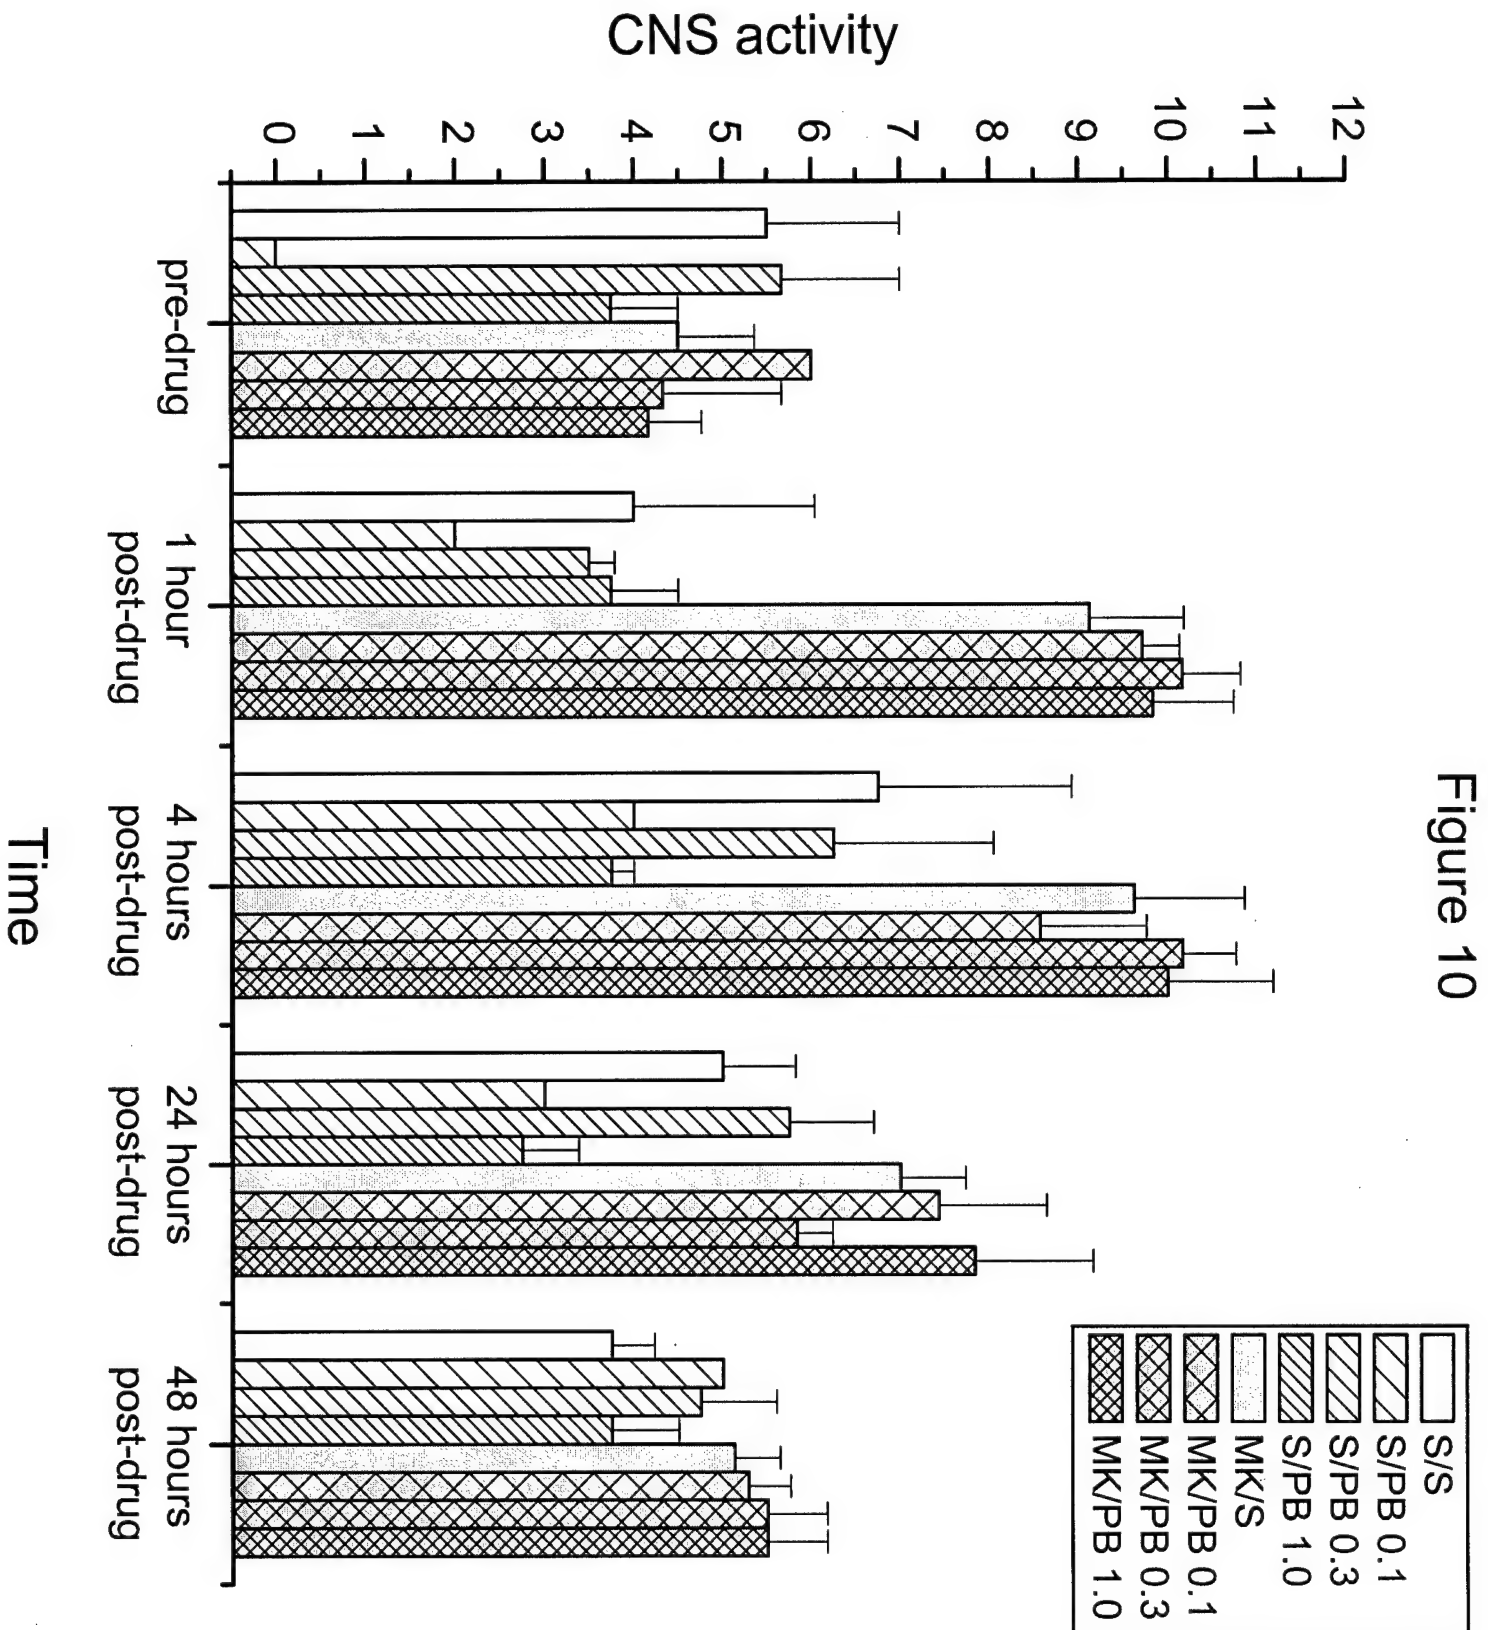 Figure 10
S/S
S/PB 0.1
S/PB 0.3
S/PB 1.0
MK/S
MK/PB 0.1
MK/PB 0.3
MK/PB 1.0
CNS activity
12
11
10
9
8
7
6
5
4
3
2
1
0
pre-drug
1 hour
post-drug
4 hours
post-drug
24 hours
post-drug
48 hours
post-drug
Time